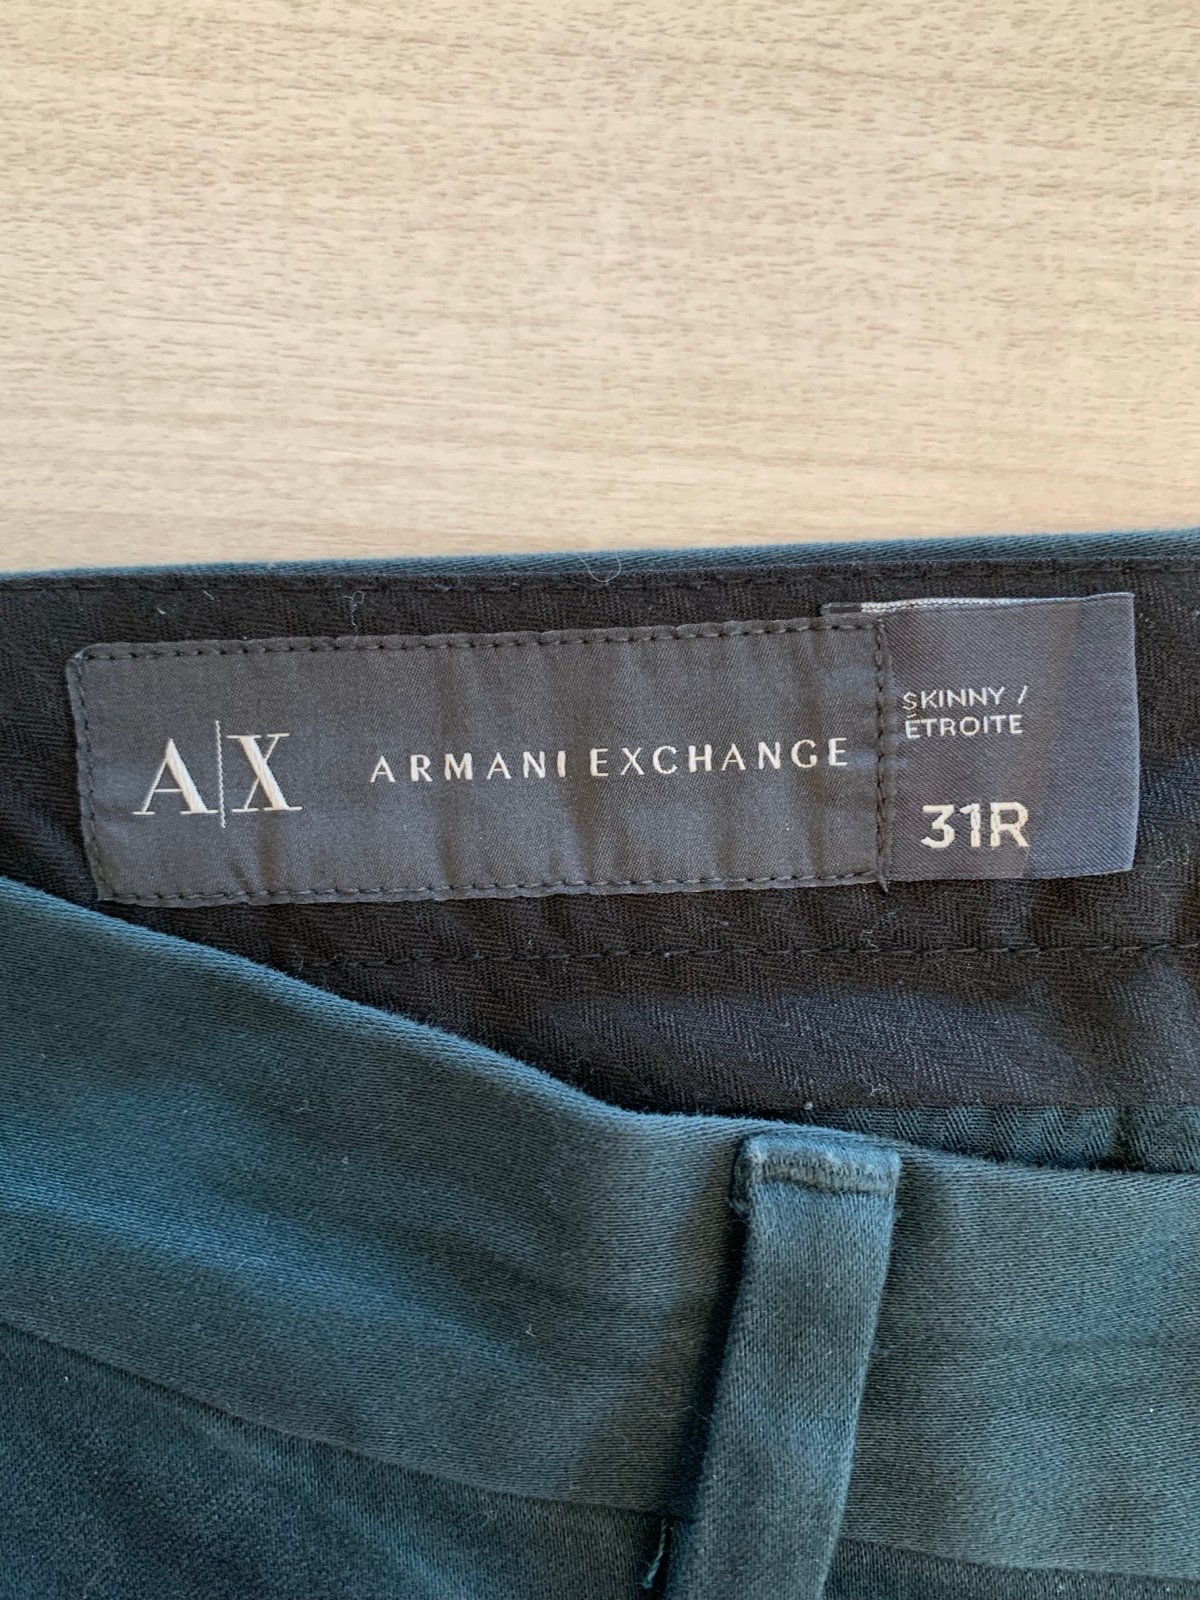 A|X ARMANI EXCHANGE
SKINNY /
ÉTROITE
31R